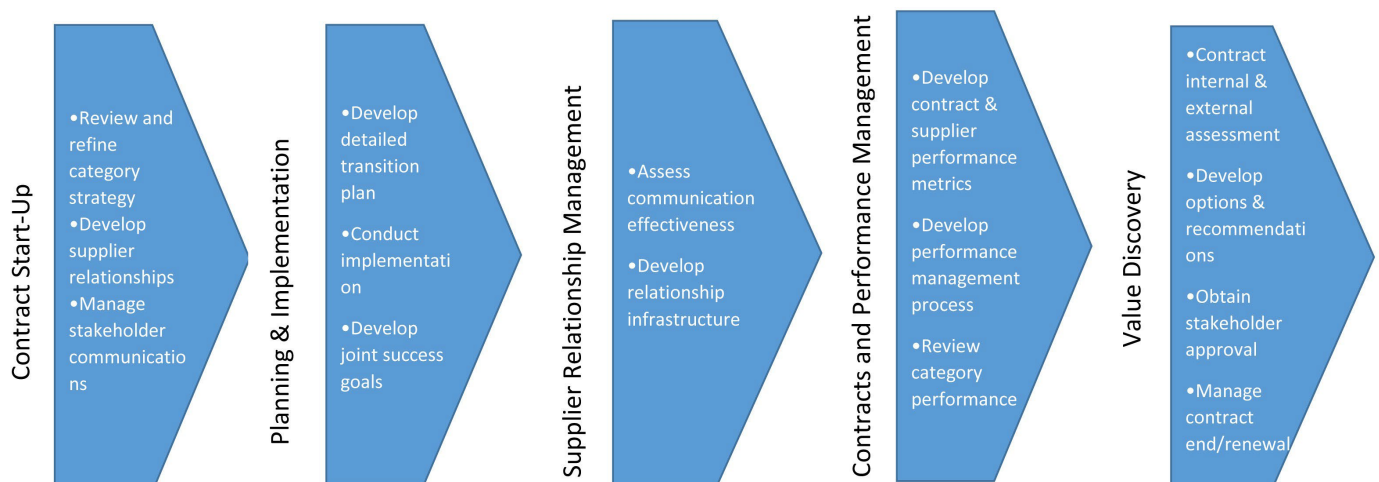 Contract Start-Up
•Review and
refine
category
strategy
•Develop
supplier
relationships
•Manage
stakeholder
communicatio
ns
Planning & Implementation
•Develop
detailed
transition
plan
•Conduct
implementati
on
•Develop
joint success
goals
Supplier Relationship Management
•Assess
communication
effectiveness
•Develop
relationship
infrastructure
Contracts and Performance Management
•Develop
contract &
supplier
performance
metrics
•Develop
performance
management
process
•Review
category
performance
Value Discovery
•Contract
internal &
external
assessment
•Develop
options &
recommendati
ons
•Obtain
stakeholder
approval
•Manage
contract
end/renewal